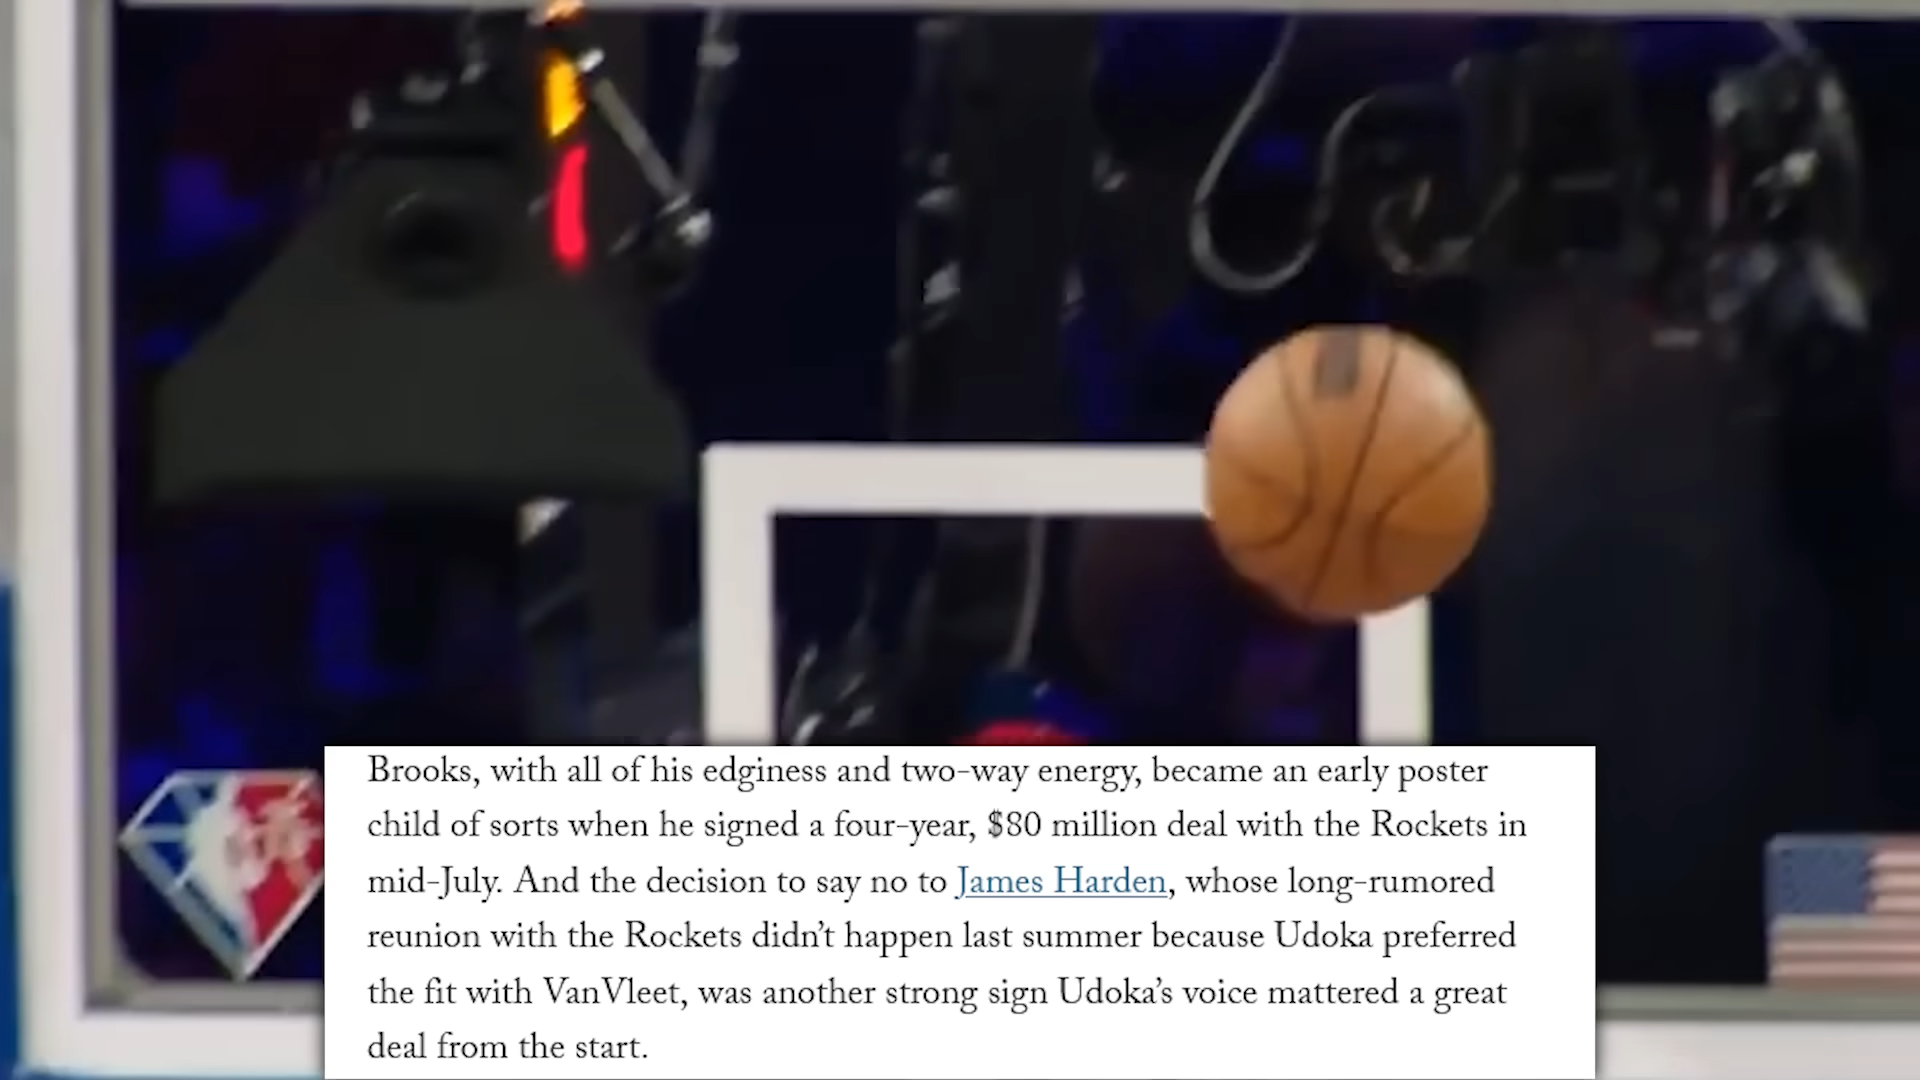 Brooks, with all of his edginess and two-way energy, became an early poster
child of sorts when he signed a four-year, $80 million deal with the Rockets in
mid-July. And the decision to say no to James Harden, whose long-rumored
reunion with the Rockets didn’t happen last summer because Udoka preferred
the fit with VanVleet, was another strong sign Udoka’s voice mattered a great
deal from the start.